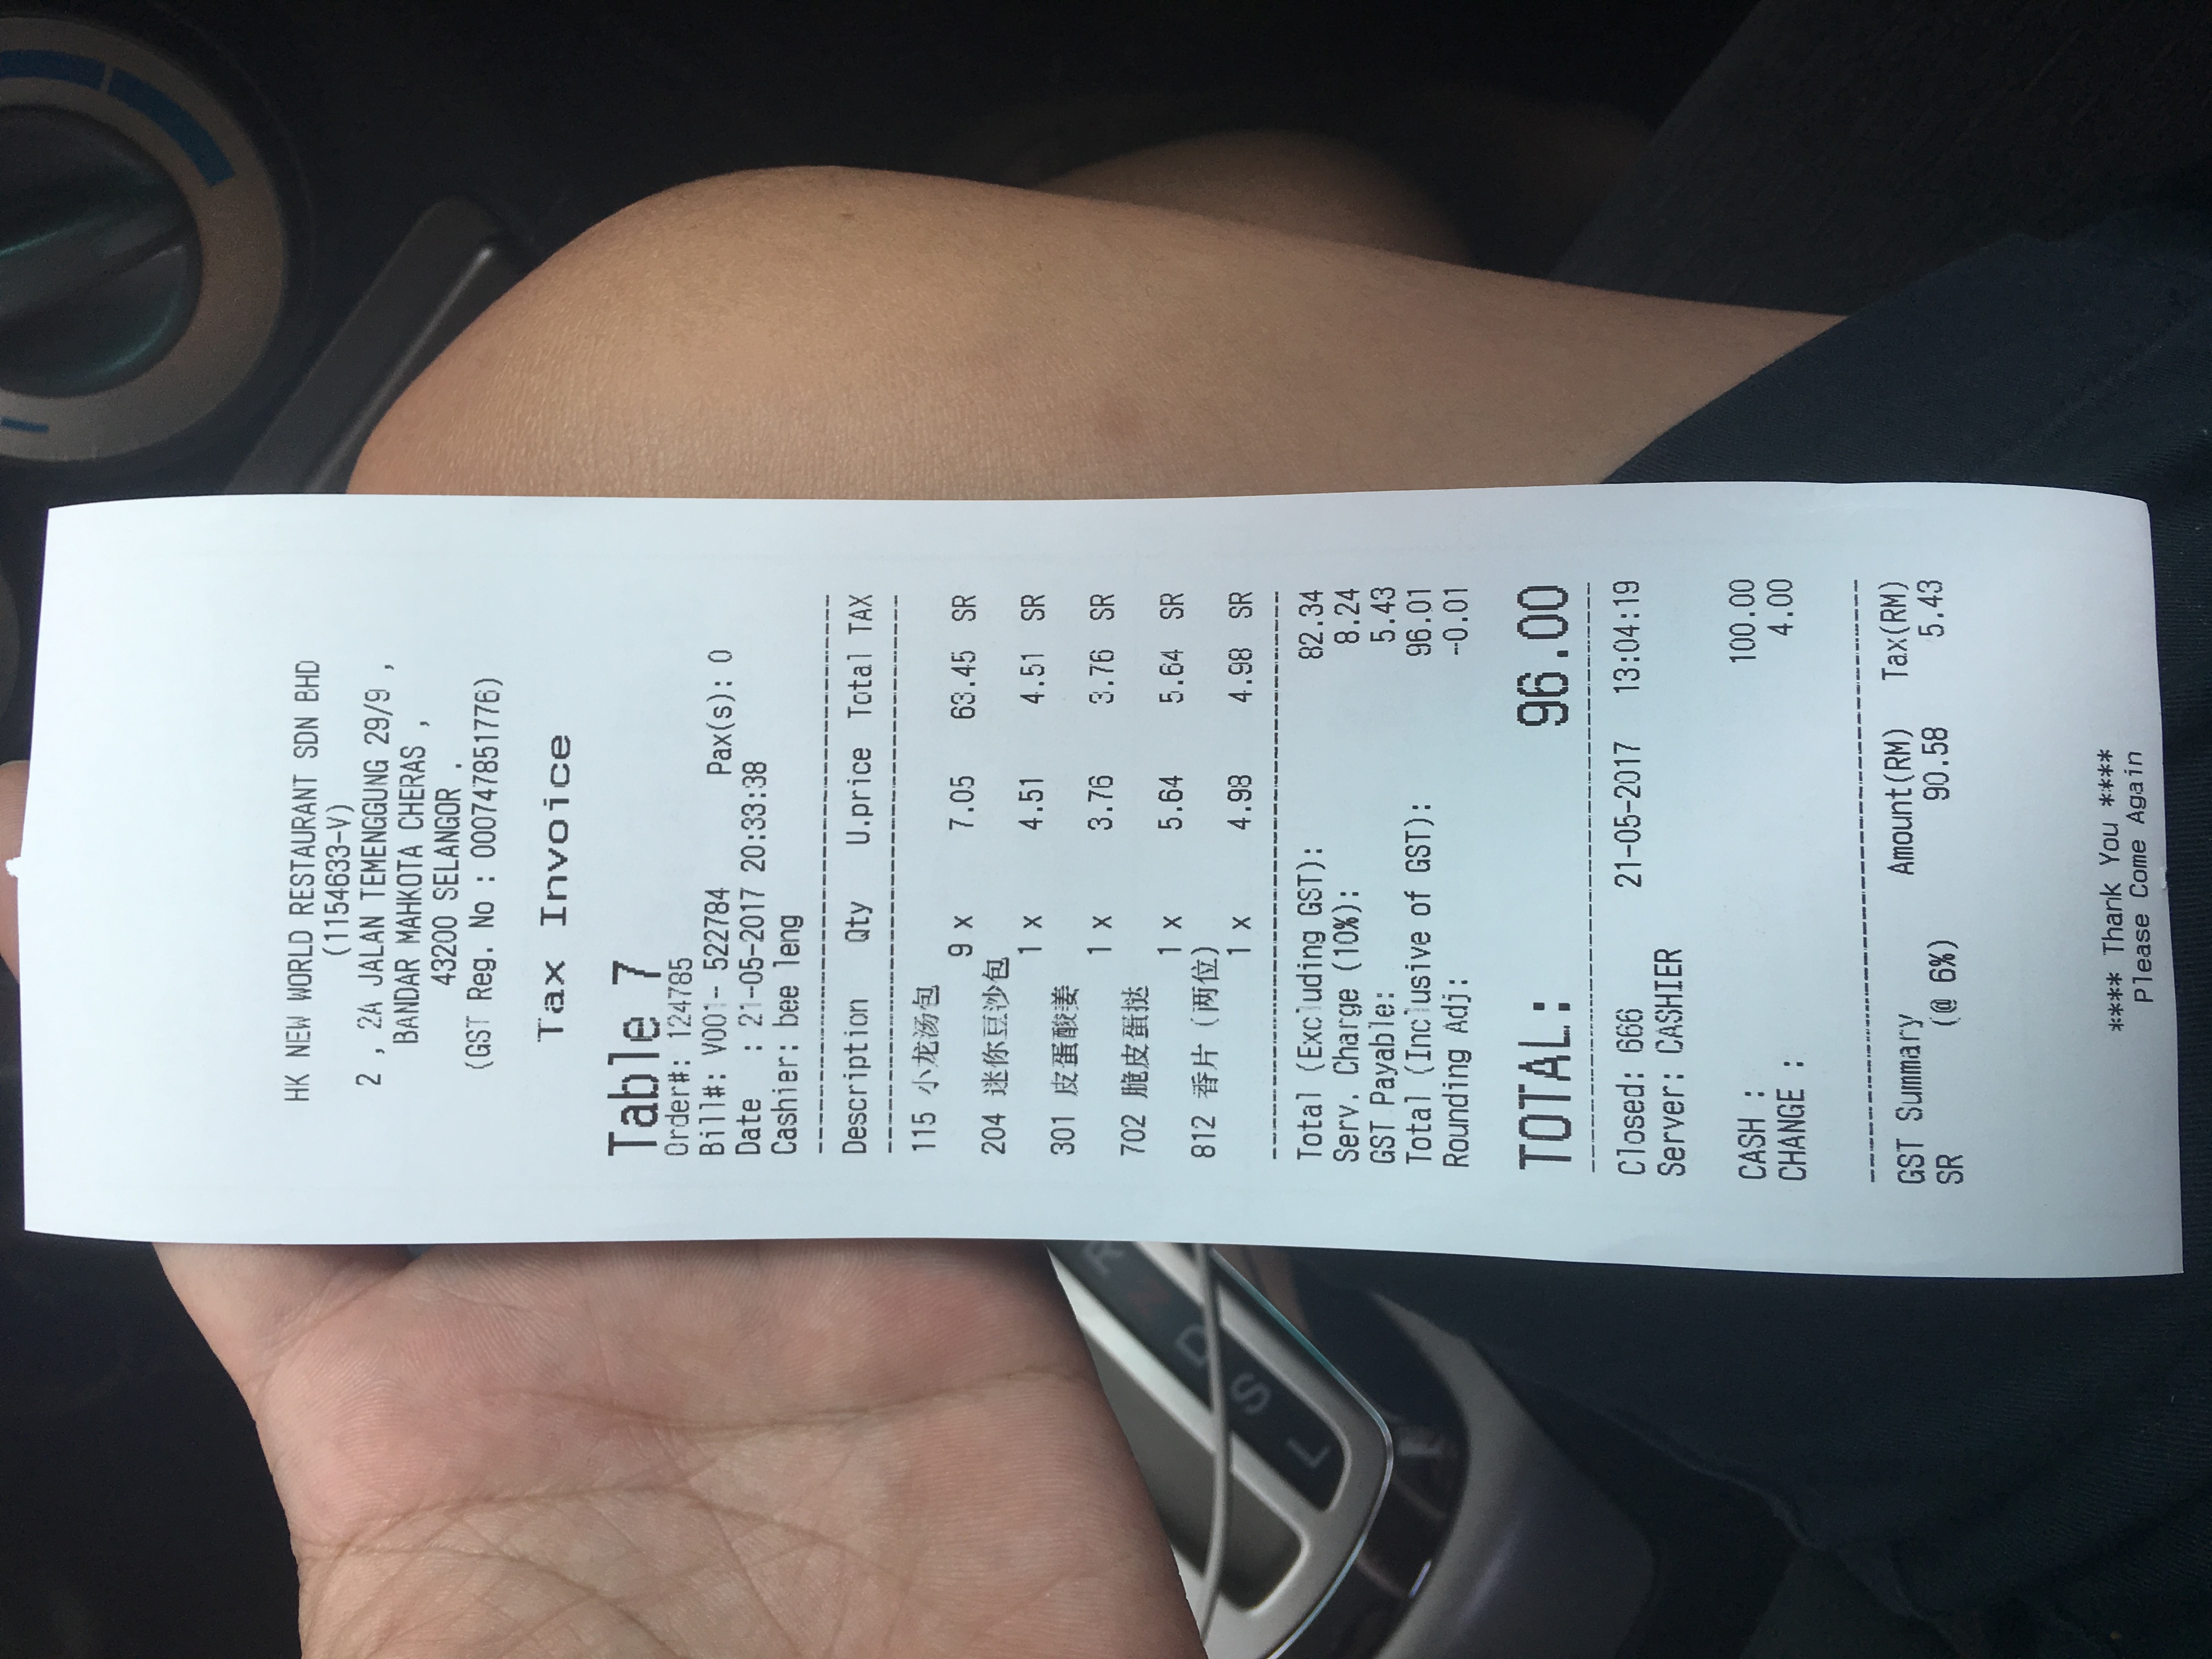 HK NEW WORLD RESTAURANT SDN BHD
(1154633-V)
2 , 2A JALAN TEMENGGUNG 29/9 ,
BANDAR MAHKOTA CHERAS ,
43200 SELANGOR .
(GST Reg. No : 000747851776)
Tax Invoice
Table 7
Order#: 124785
Bill#: V001- 522784 Pax(s): 0
Date : 21-05-2017 20:33:38
Cashier: bee leng
Description Qty U.price Total TAX
115 小龙汤包
9 x 7.05 63.45 SR
204 迷你豆沙包
1 x 4.51 4.51 SR
301 皮蛋酸姜
1 x 3.76 3.76 SR
702 脆皮蛋挞
1 x 5.64 5.64 SR
812 香片 (两位)
1 x 4.98 4.98 SR
Total (Excluding GST): 82.34
Serv. Charge (10%): 8.24
GST Payable: 5.43
Total (Inclusive of GST): 96.01
Rounding Adj: -0.01
TOTAL: 96.00
Closed: 666 21-05-2017 13:04:19
Server: CASHIER
CASH : 100.00
CHANGE : 4.00
GST Summary Amount(RM) Tax(RM)
SR (@ 6%) 90.58 5.43
**** Thank You ****
Please Come Again
R
N
D
S
L